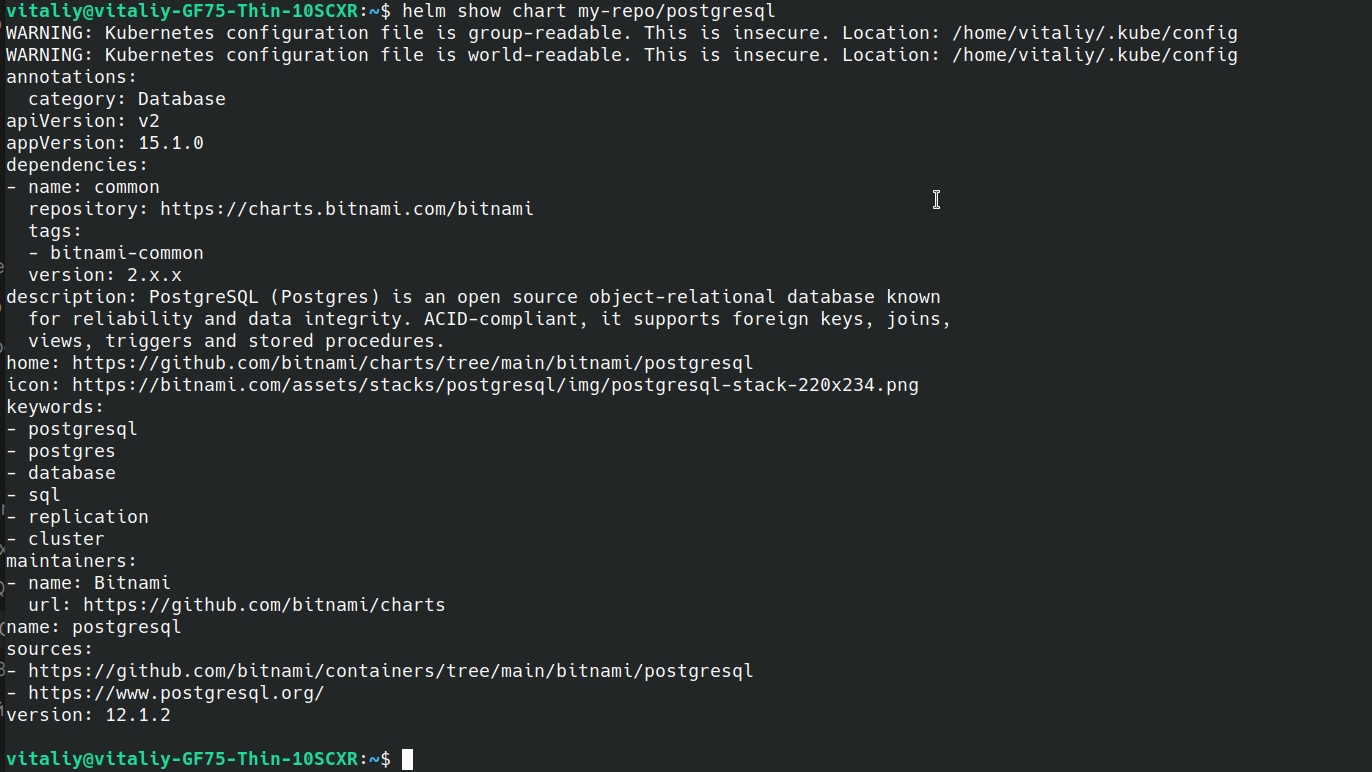 vitaliy@vitaliy-GF75-Thin-10SCXR:~$ helm show chart my-repo/postgresql
WARNING: Kubernetes configuration file is group-readable. This is insecure. Location: /home/vitaliy/.kube/config
WARNING: Kubernetes configuration file is world-readable. This is insecure. Location: /home/vitaliy/.kube/config
annotations:
  category: Database
apiVersion: v2
appVersion: 15.1.0
dependencies:
- name: common
  repository: https://charts.bitnami.com/bitnami
  tags:
  - bitnami-common
  version: 2.x.x
description: PostgreSQL (Postgres) is an open source object-relational database known
  for reliability and data integrity. ACID-compliant, it supports foreign keys, joins,
  views, triggers and stored procedures.
home: https://github.com/bitnami/charts/tree/main/bitnami/postgresql
icon: https://bitnami.com/assets/stacks/postgresql/img/postgresql-stack-220x234.png
keywords:
- postgresql
- postgres
- database
- sql
- replication
- cluster
maintainers:
- name: Bitnami
  url: https://github.com/bitnami/charts
name: postgresql
sources:
- https://github.com/bitnami/containers/tree/main/bitnami/postgresql
- https://www.postgresql.org/
version: 12.1.2
vitaliy@vitaliy-GF75-Thin-10SCXR:~$